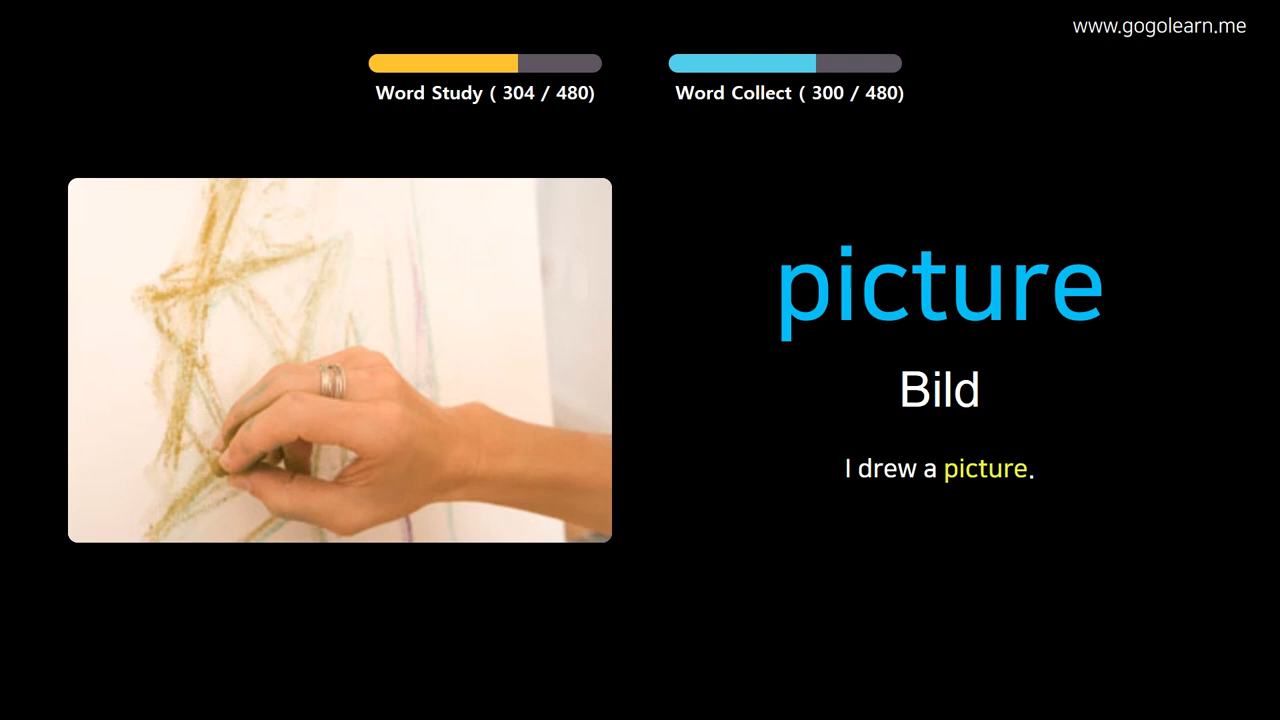 www.gogolearn.me
Word Study ( 304 / 480)
Word Collect ( 300 / 480)
picture
Bild
I drew a picture.